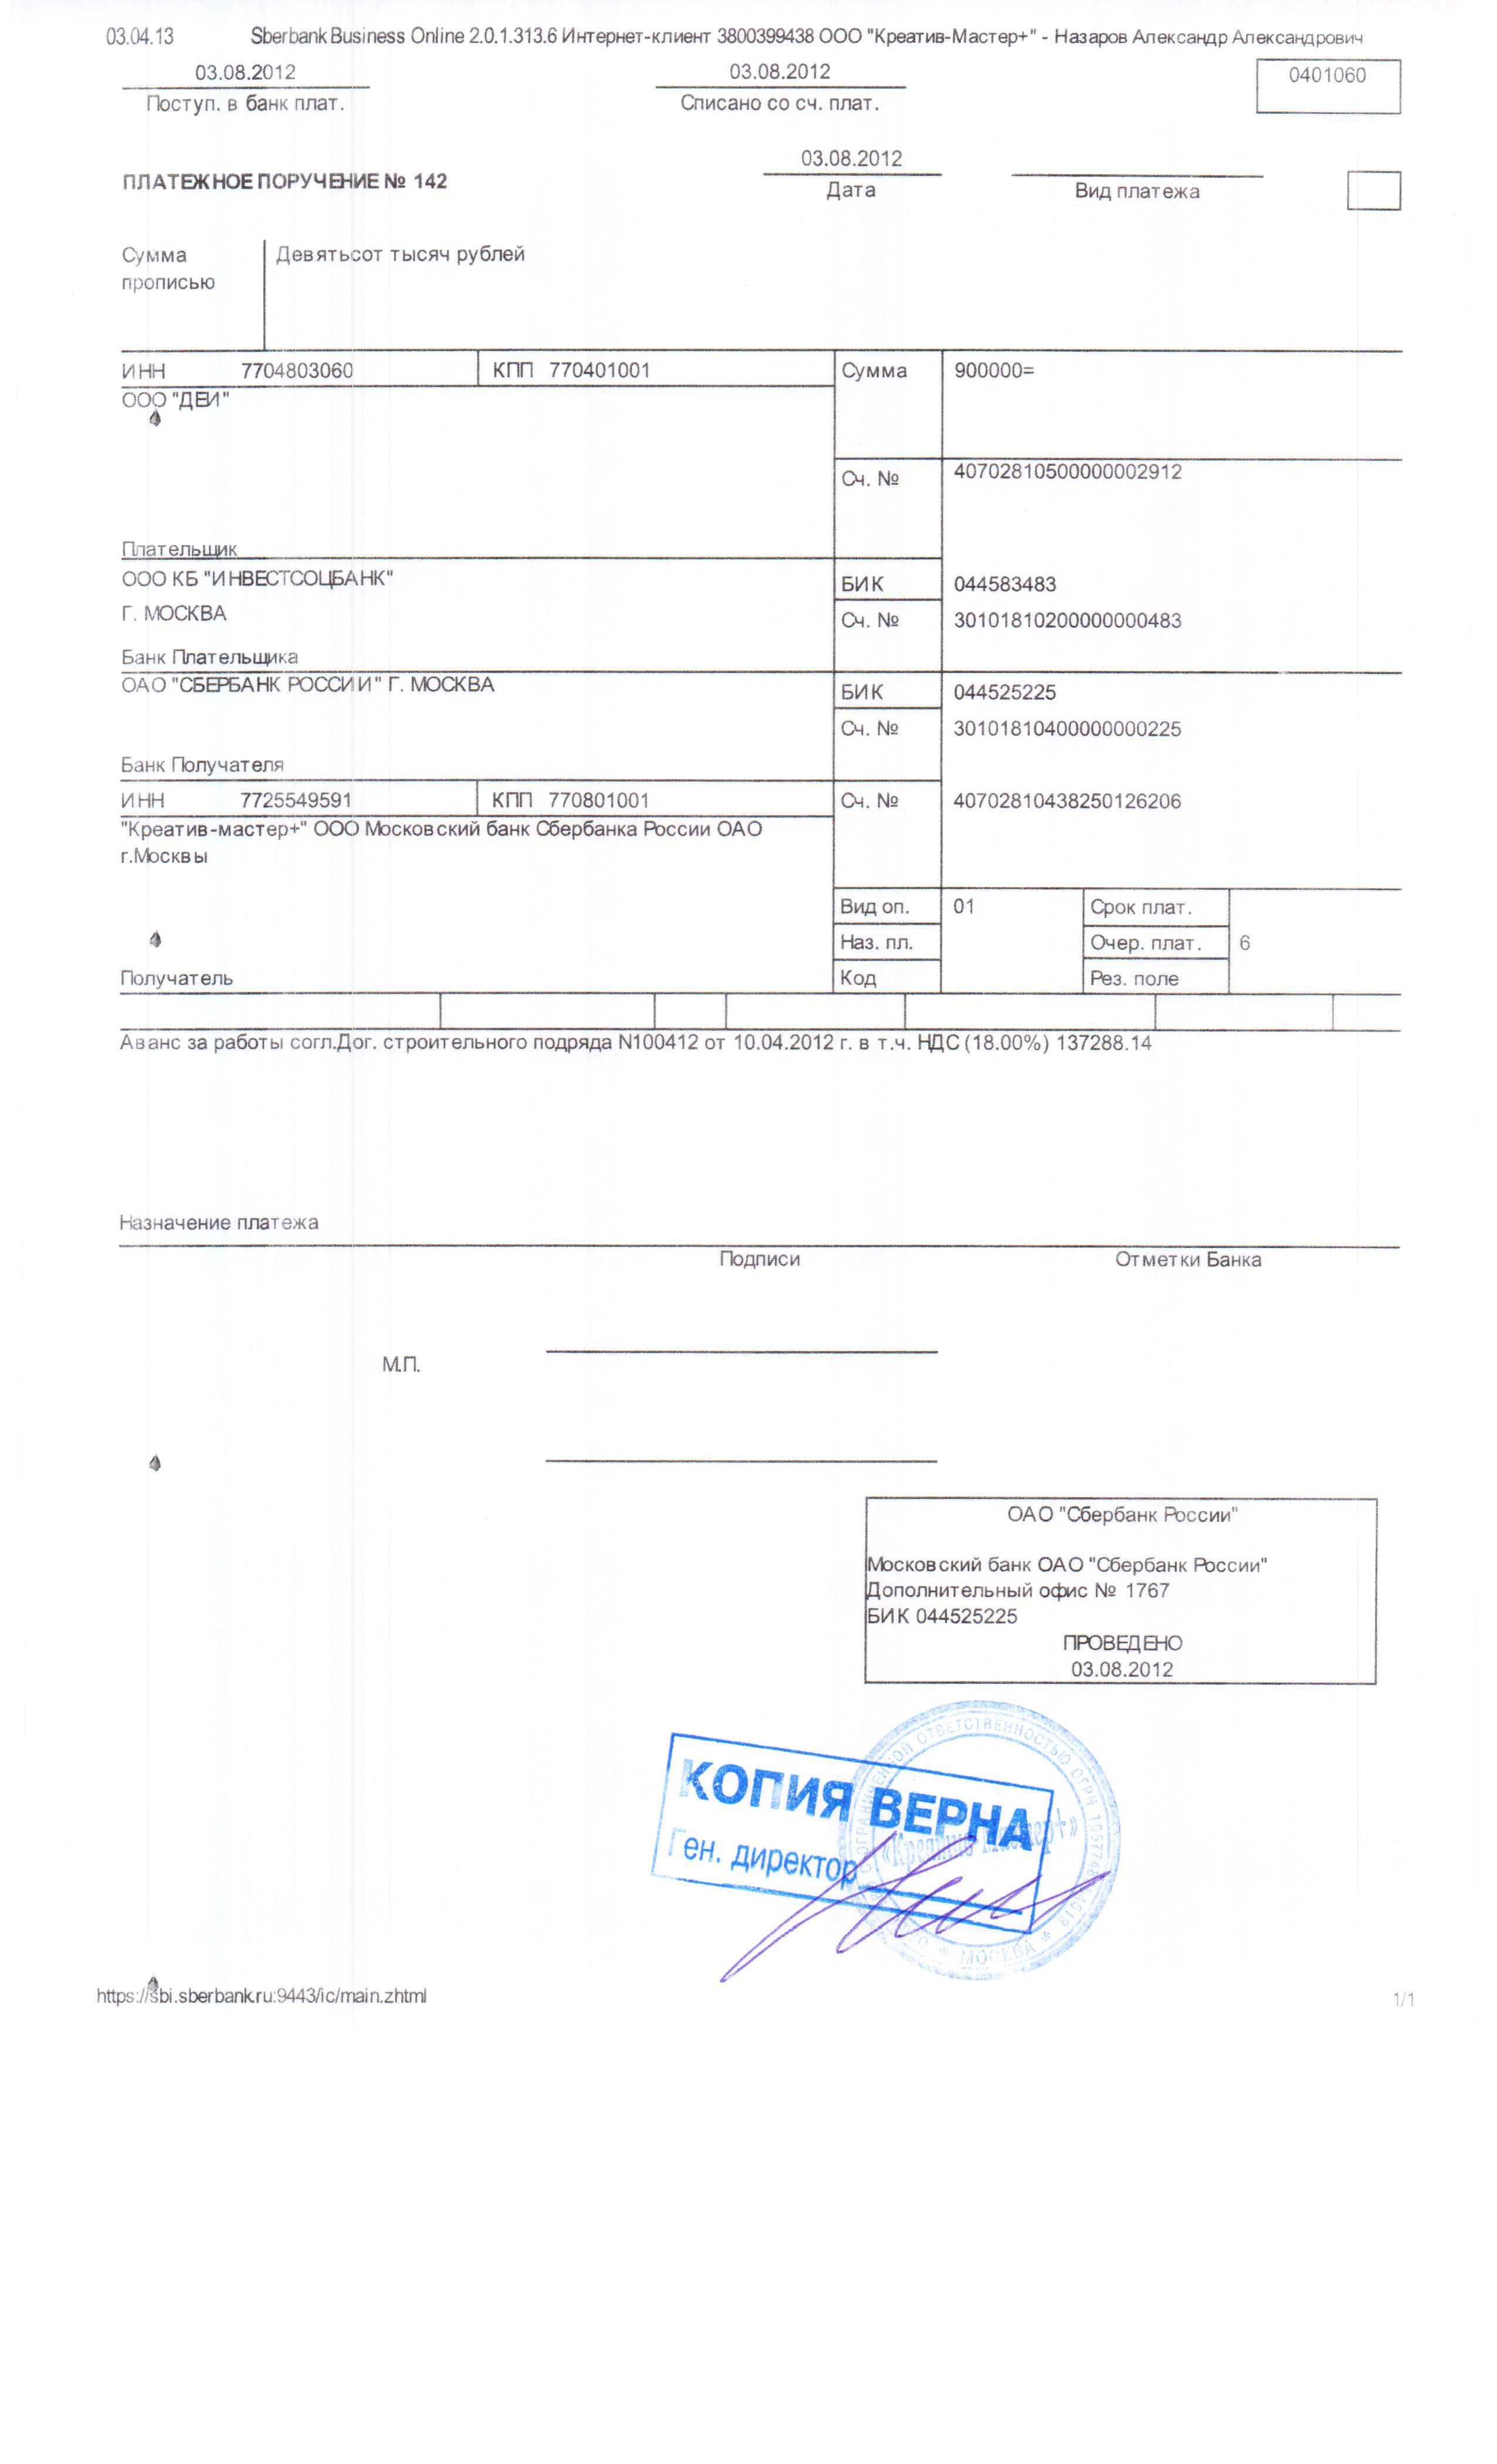 03.04.13 Sberbank Business Online 2.0.1.313.6 Интернет-клиент 3800399438 ООО "Креатив-Мастер+" - Назаров Александр Александрович
03.08.2012 03.08.2012 0401060
Поступ. в банк плат. Списано со сч. плат.
03.08.2012
ПЛАТЕЖНОЕ ПОРУЧЕНИЕ № 142
Дата Вид платежа
Сумма Девятьсот тысяч рублей
прописью
ИНН 7704803060 КПП 770401001 Сумма 900000=
ООО "ДЕИ"
Сч. № 40702810500000002912
Плательщик
ООО КБ "ИНВЕСТСОЦБАНК" БИК 044583483
Г. МОСКВА Сч. № 30101810200000000483
Банк Плательщика
ОАО "СБЕРБАНК РОССИИ" Г. МОСКВА БИК 044525225
Сч. № 30101810400000000225
Банк Получателя
ИНН 7725549591 КПП 770801001 Сч. № 40702810438250126206
"Креатив-мастер+" ООО Московский банк Сбербанка России ОАО
г.Москвы
Вид оп. 01 Срок плат.
Наз. пл. Очер. плат. 6
Получатель Код Рез. поле
Аванс за работы согл.Дог. строительного подряда N100412 от 10.04.2012 г. в т.ч. НДС (18.00%) 137288.14
Назначение платежа
Подписи Отметки Банка
М.П.
ОАО "Сбербанк России"
Московский банк ОАО "Сбербанк России"
Дополнительный офис № 1767
БИК 044525225
ПРОВЕДЕНО
03.08.2012
КОПИЯ ВЕРНА
Ген. директор
ОТВЕТСТВЕННОСТЬЮ ОГРН
МОСКВА
https://sbi.sberbank.ru:9443/ic/main.zhtml 1/1